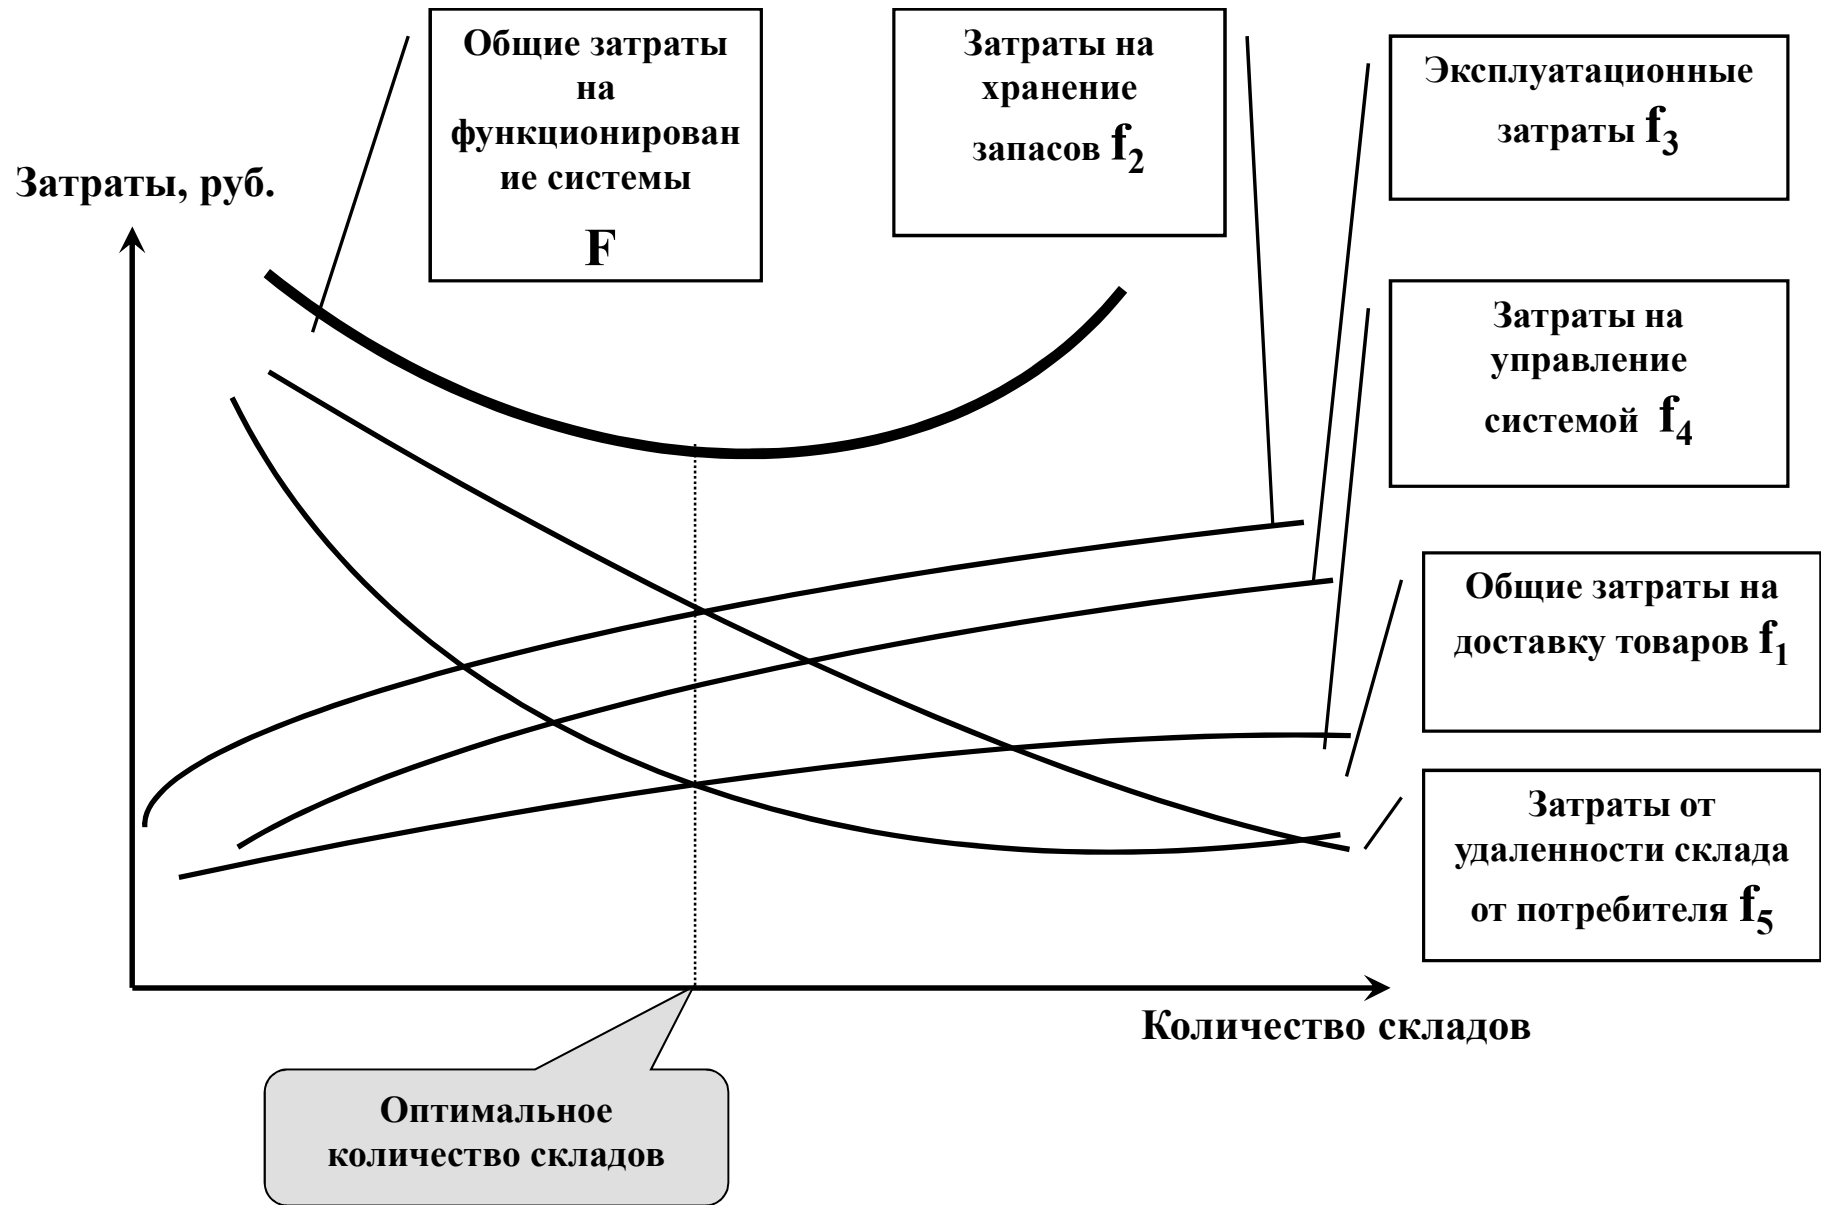 Общие затраты
на
функционирован
ие системы
F
Затраты на
хранение
запасов f2
Эксплуатационные
затраты f3
Затраты, руб.
Затраты на
управление
системой f4
Общие затраты на
доставку товаров f1
Затраты от
удаленности склада
от потребителя f5
Количество складов
Оптимальное
количество складов